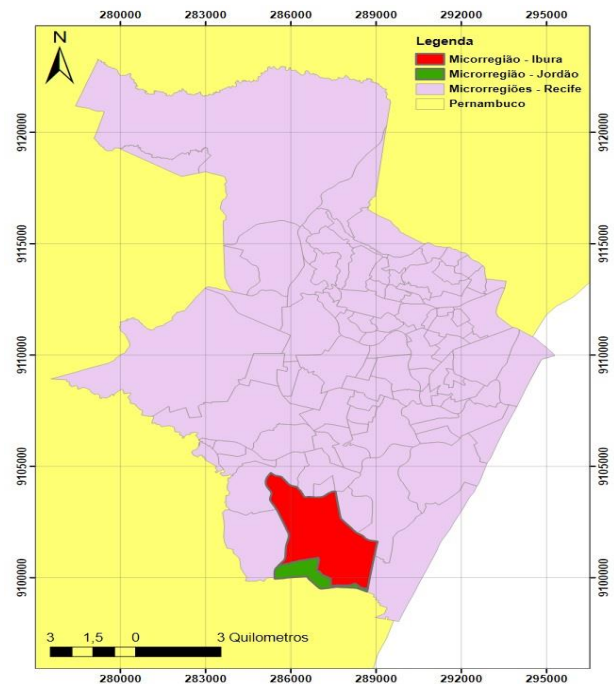 280000 283000 286000 289000 292000 295000
N
Legenda
Micorregião - Ibura
Microrregião - Jordão
Microrregiões - Recife
Pernambuco
9120000 9120000
9115000 9115000
9110000 9110000
9105000 9105000
9100000 9100000
3 1,5 0 3 Quilometros
280000 283000 286000 289000 292000 295000